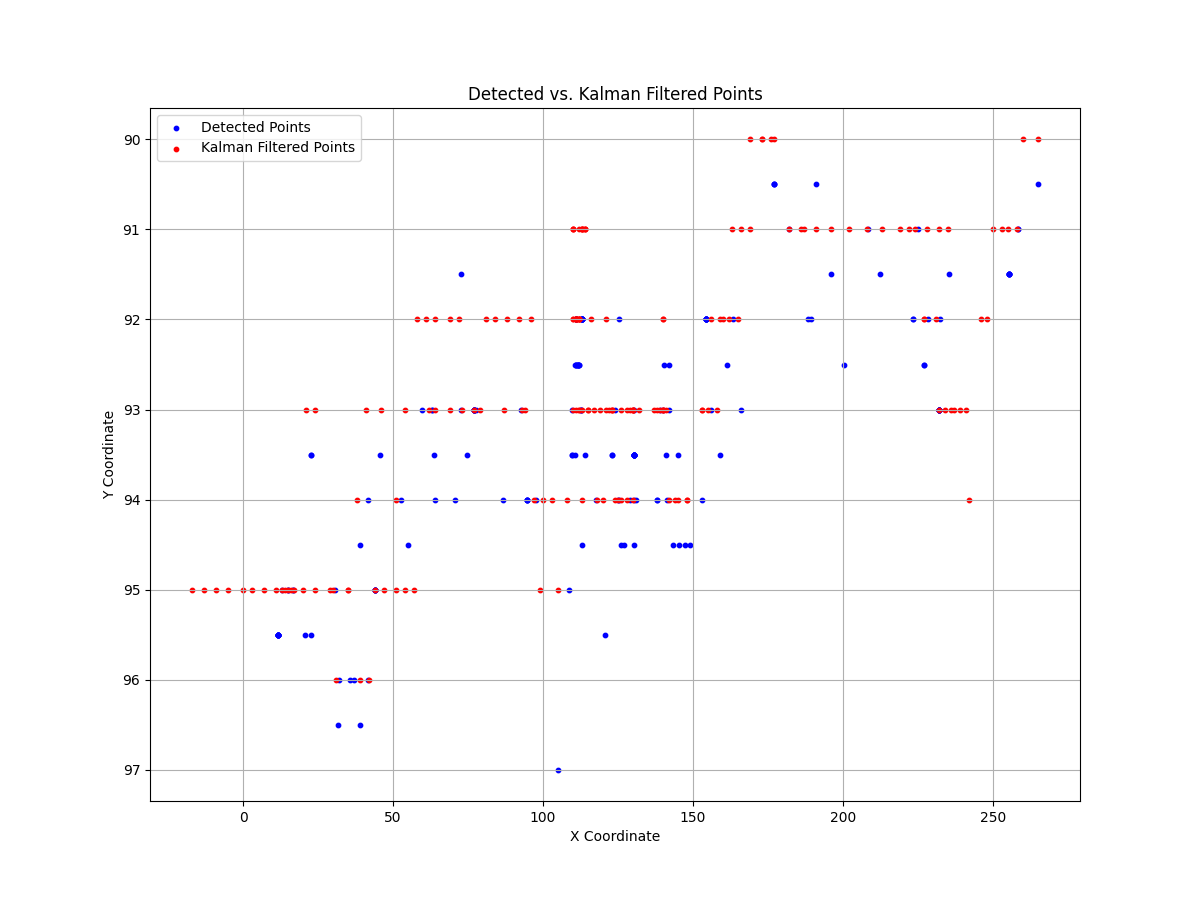 Detected vs. Kalman Filtered Points
Detected Points
Kalman Filtered Points
90
91
92
93
94
95
96
97
Y Coordinate
0 50 100 150 200 250
X Coordinate